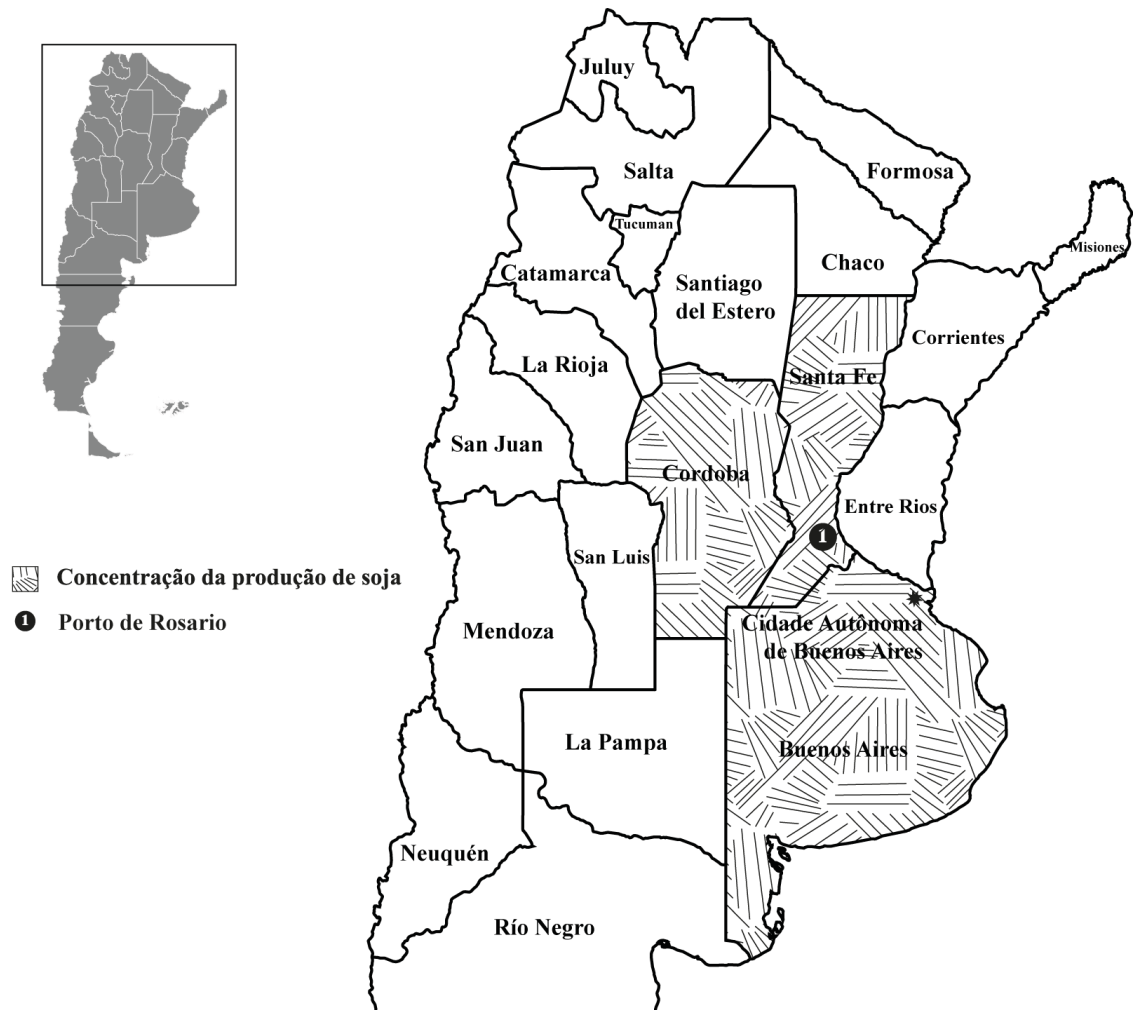 Juluy
Salta
Formosa
Tucuman
Misiones
Catamarca
Chaco
Santiago
del Estero
Corrientes
La Rioja
Santa Fe
San Juan
Cordoba
Entre Rios
1
San Luis
Concentração da produção de soja
1
Porto de Rosario
Mendoza
Cidade Autônoma
de Buenos Aires
La Pampa
Buenos Aires
Neuquén
Río Negro